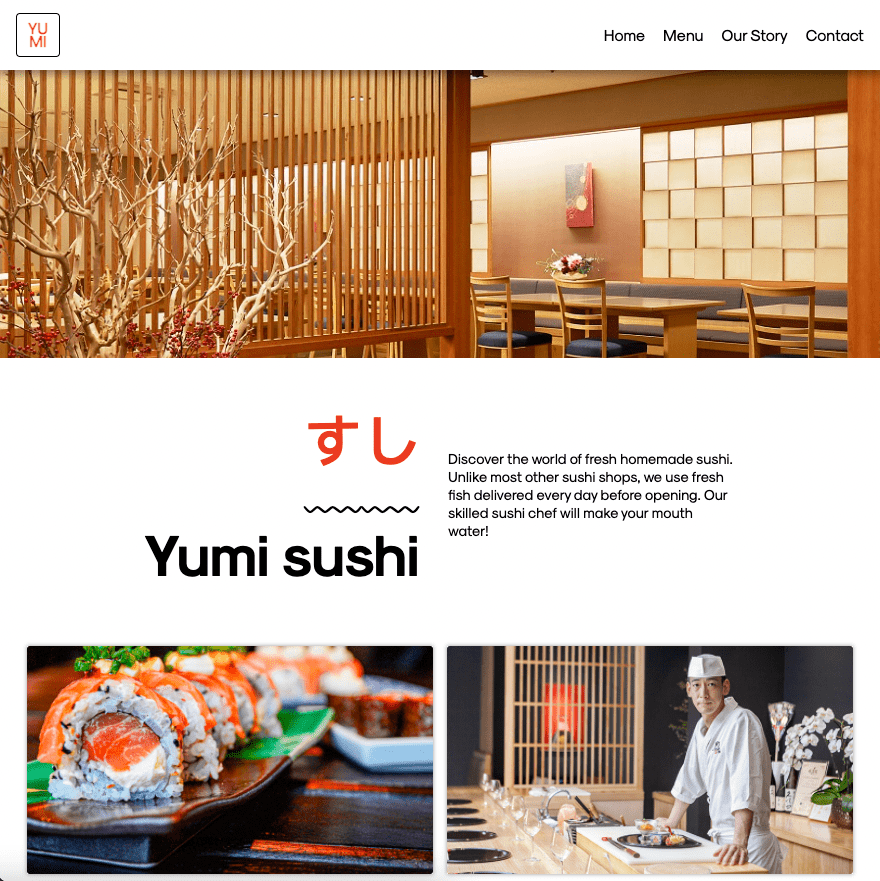 YU
MI
Home Menu Our Story Contact
すし
Yumi sushi
Discover the world of fresh homemade sushi.
Unlike most other sushi shops, we use fresh
fish delivered every day before opening. Our
skilled sushi chef will make your mouth
water!